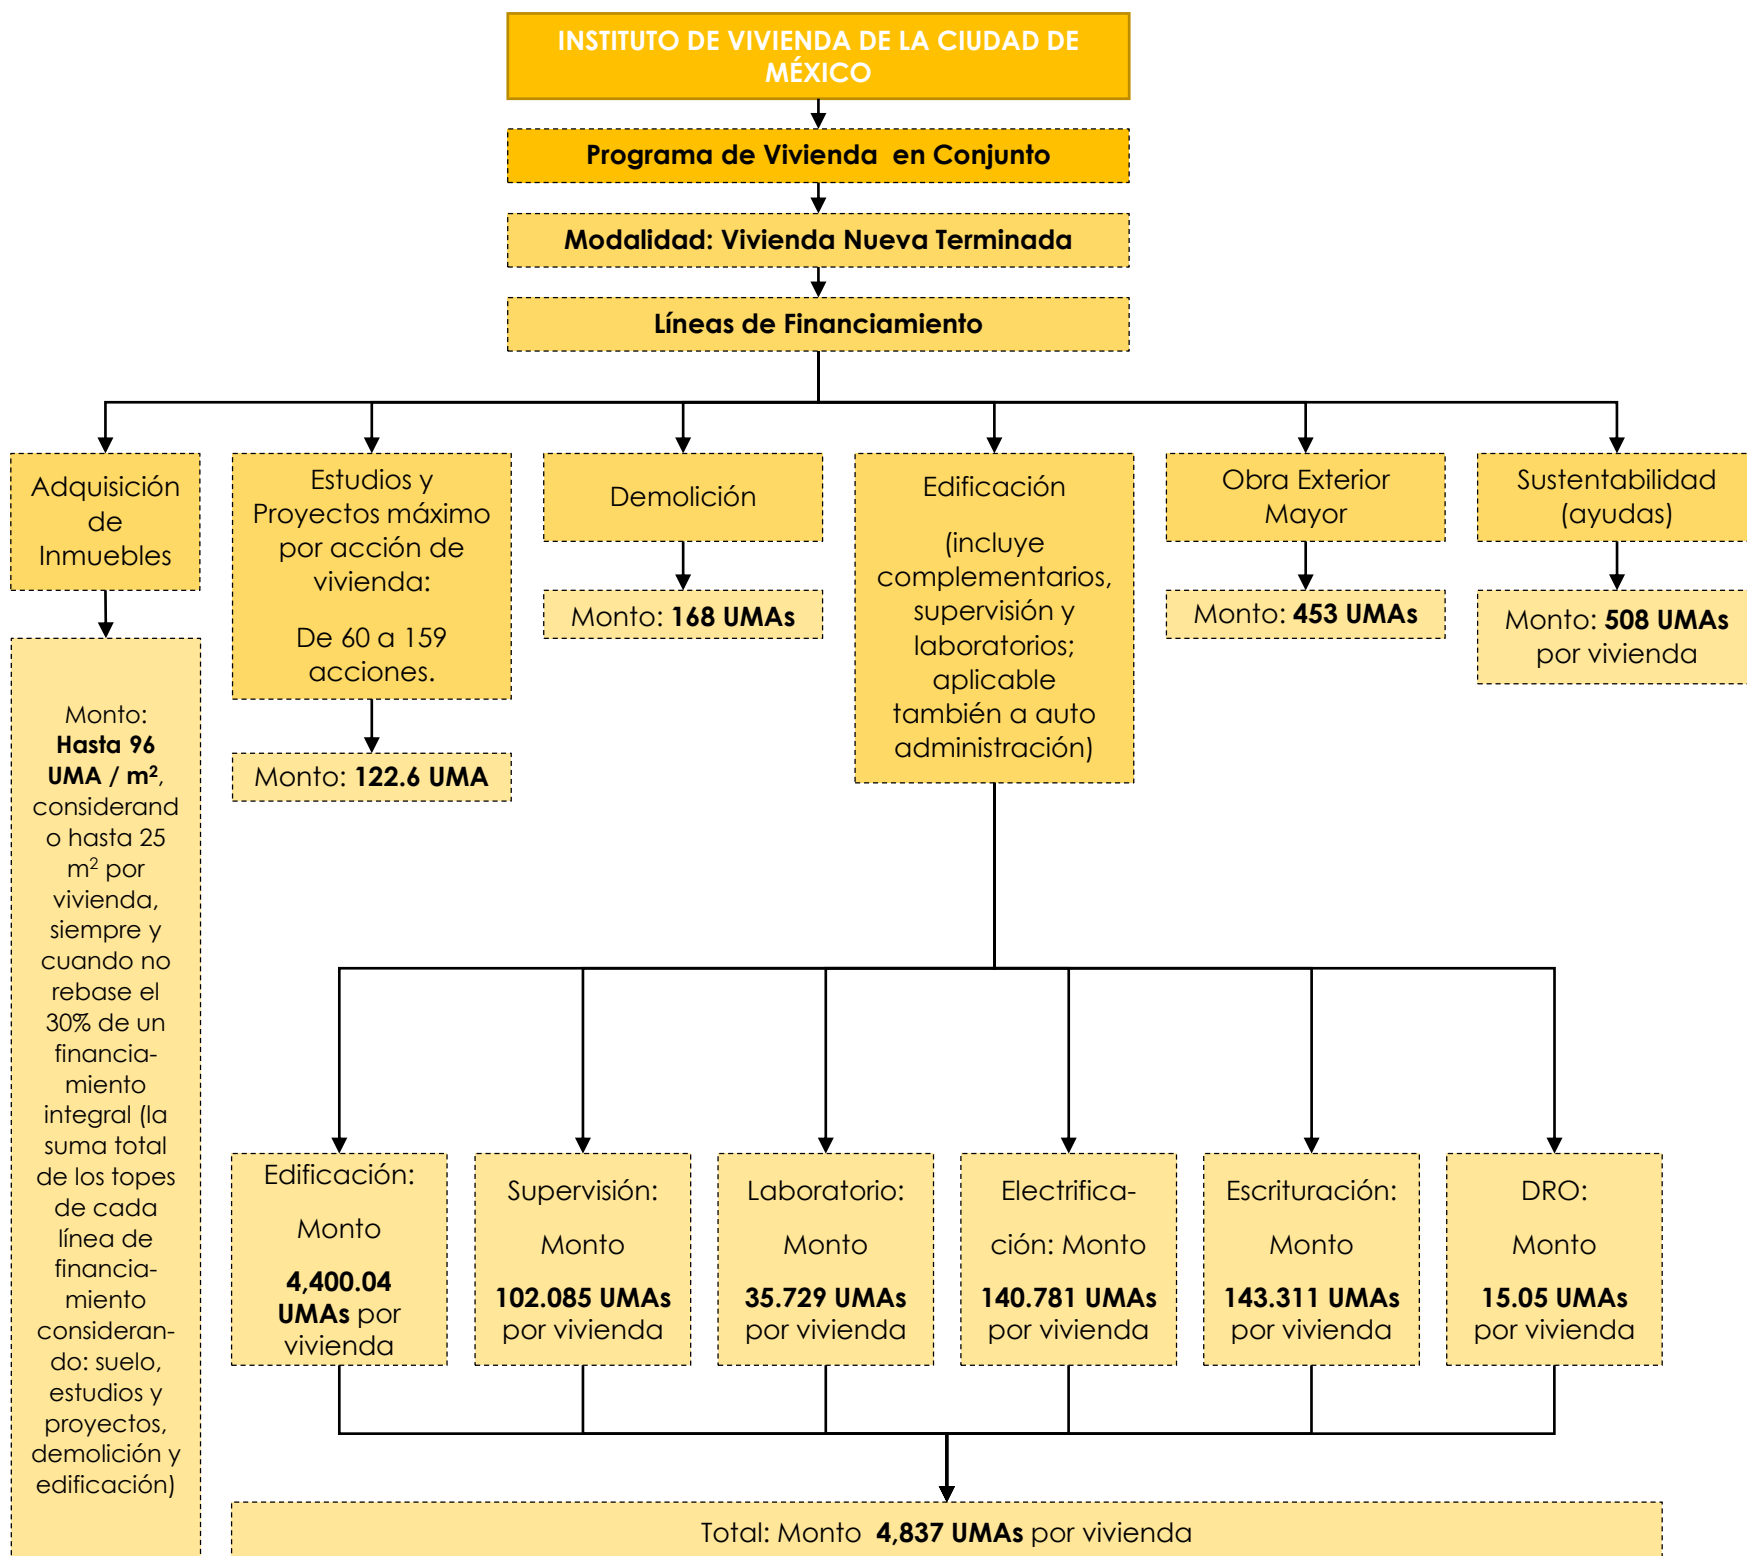 INSTITUTO DE VIVIENDA DE LA CIUDAD DE
MÉXICO
Programa de Vivienda en Conjunto
Modalidad: Vivienda Nueva Terminada
Líneas de Financiamiento
Adquisición
de
Inmuebles
Monto:
Hasta 96
UMA / m²,
considerand
o hasta 25
m² por
vivienda,
siempre y
cuando no
rebase el
30% de un
financia-
miento
integral (la
suma total
de los topes
de cada
línea de
financia-
miento
consideran-
do: suelo,
estudios y
proyectos,
demolición y
edificación)
Estudios y
Proyectos máximo
por acción de
vivienda:
De 60 a 159
acciones.
Monto: 122.6 UMA
Demolición
Monto: 168 UMAs
Edificación
(incluye
complementarios,
supervisión y
laboratorios;
aplicable
también a auto
administración)
Obra Exterior
Mayor
Monto: 453 UMAs
Sustentabilidad
(ayudas)
Monto: 508 UMAs
por vivienda
Edificación:
Monto
4,400.04
UMAs por
vivienda
Supervisión:
Monto
102.085 UMAs
por vivienda
Laboratorio:
Monto
35.729 UMAs
por vivienda
Electrifica-
ción: Monto
140.781 UMAs
por vivienda
Escrituración:
Monto
143.311 UMAs
por vivienda
DRO:
Monto
15.05 UMAs
por vivienda
Total: Monto 4,837 UMAs por vivienda